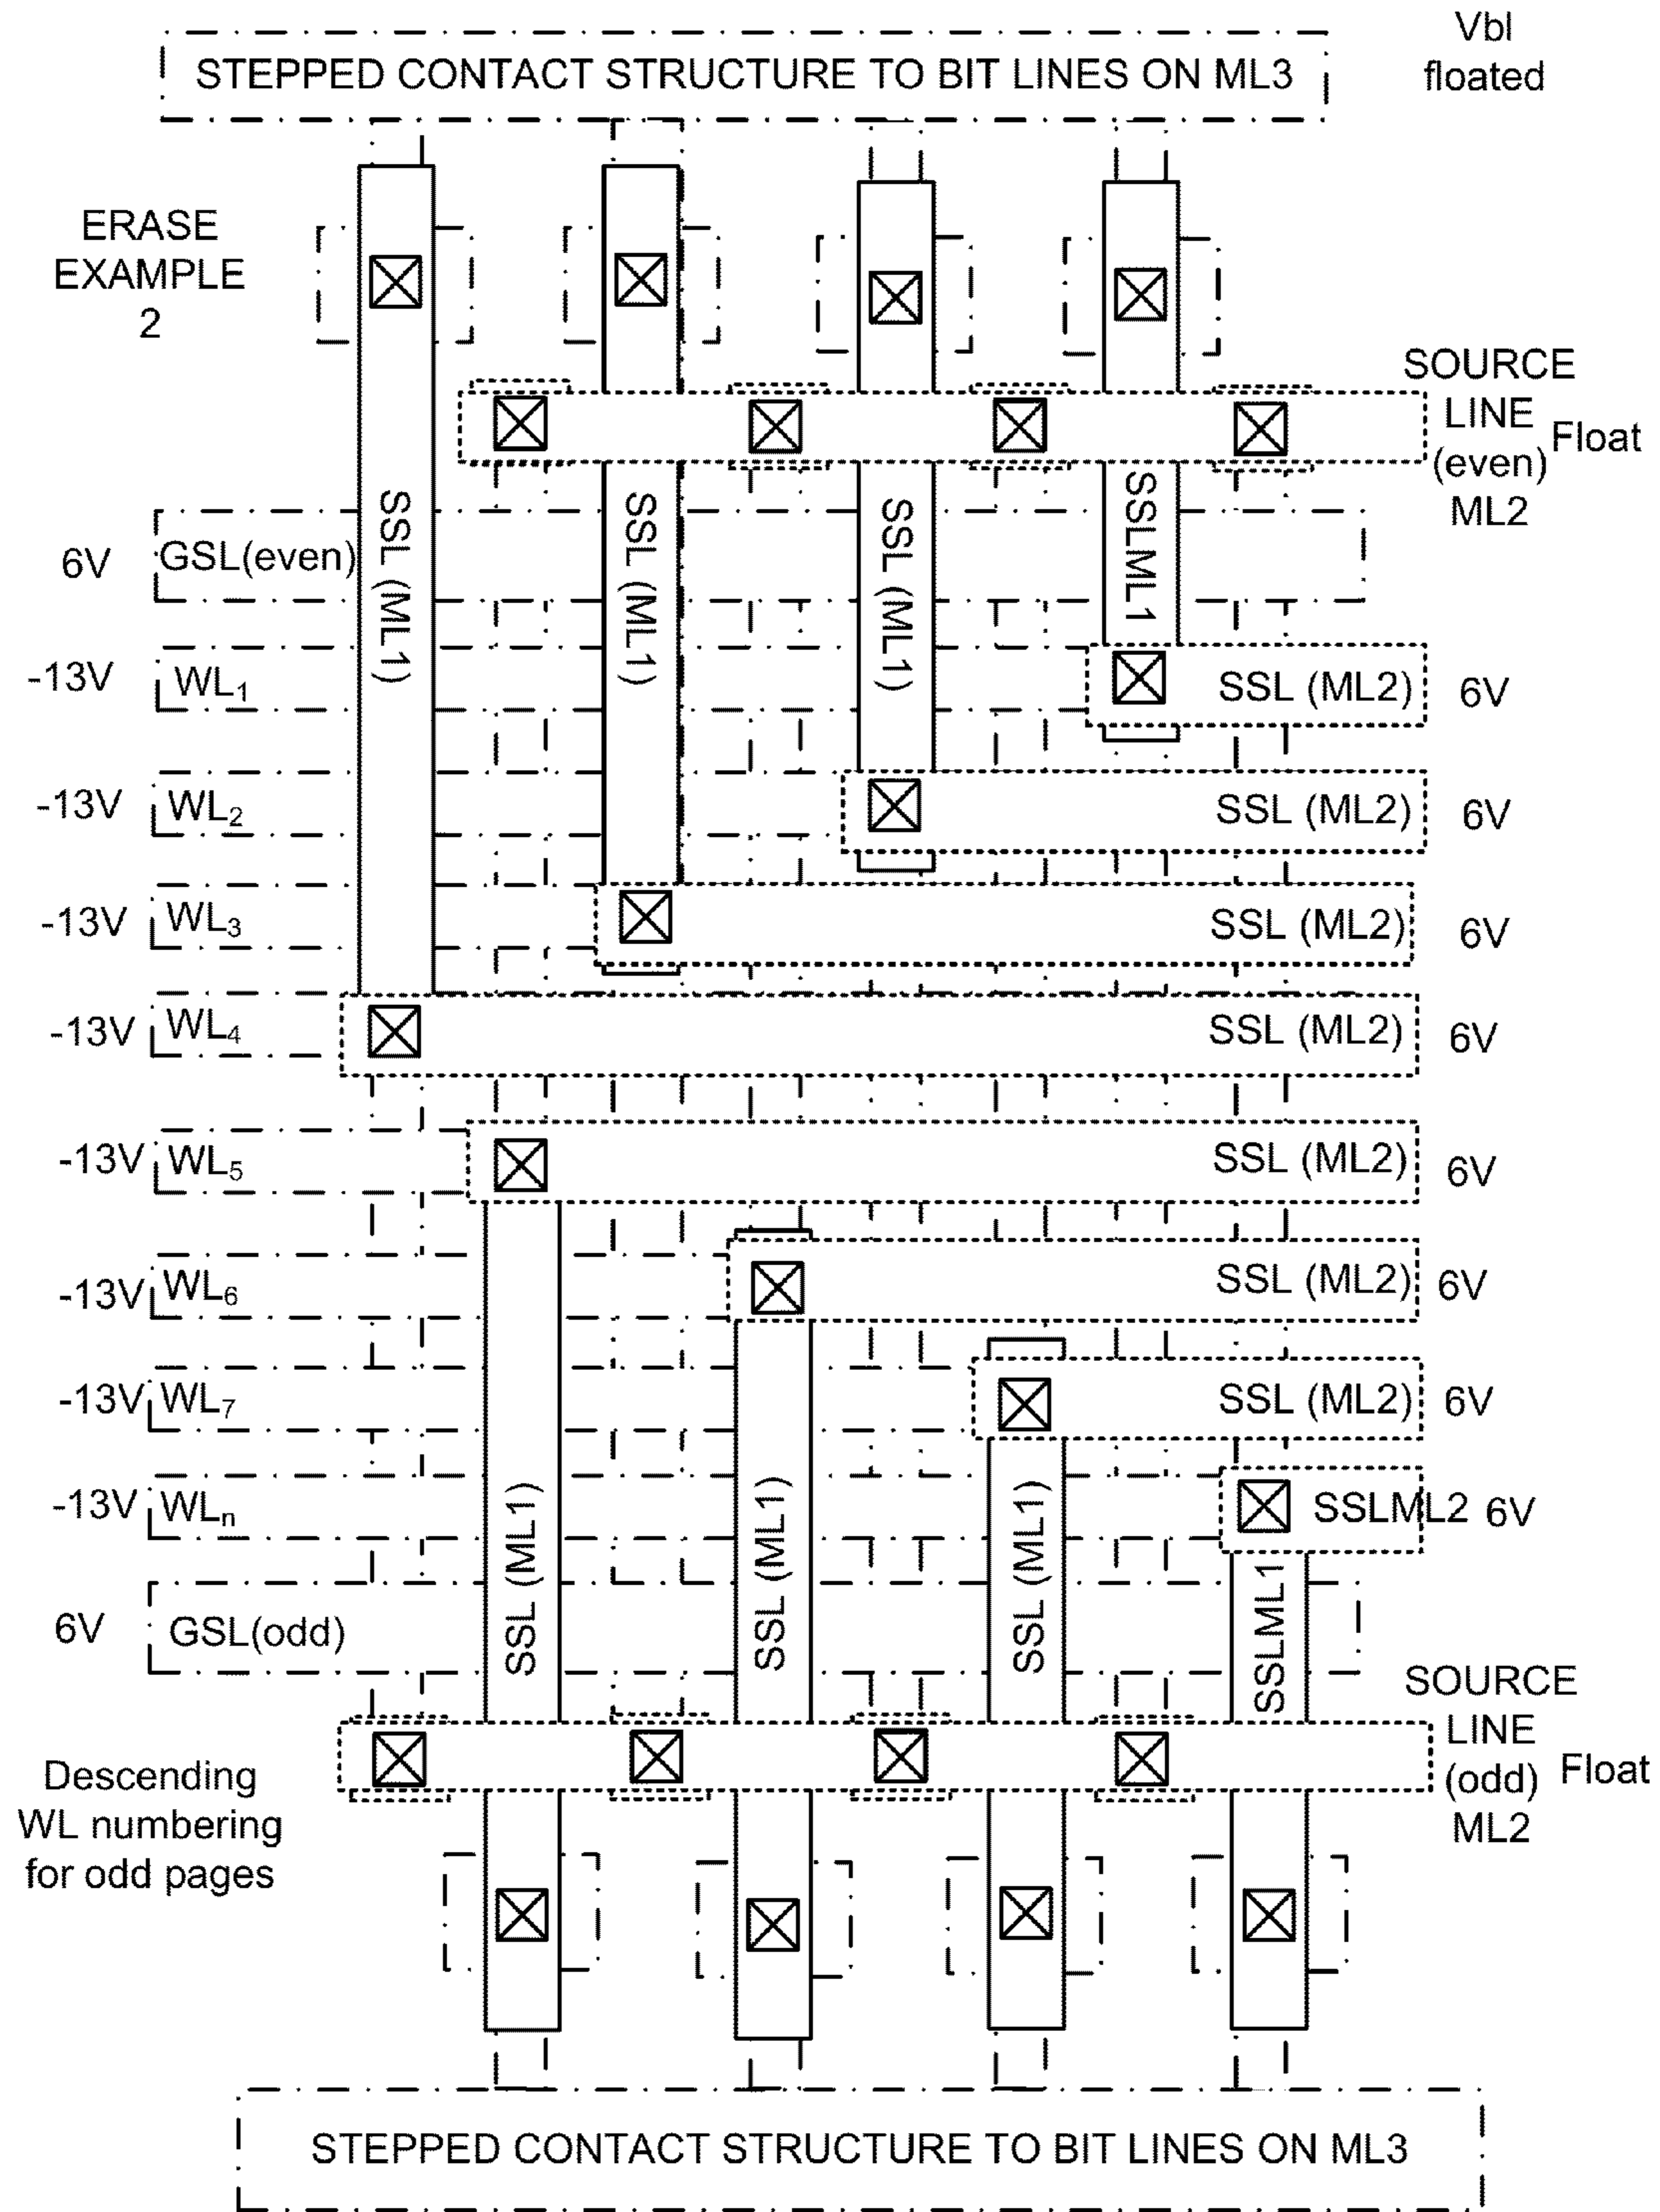 Vbl
floated
STEPPED CONTACT STRUCTURE TO BIT LINES ON ML3
ERASE
EXAMPLE
2
SOURCE
LINE
(even)
ML2
Float
SSL (ML1)
SSL (ML1)
SSL (ML1)
SSLML1
6V
GSL(even)
-13V
WL1
SSL (ML2)
6V
-13V
WL2
SSL (ML2)
6V
-13V
WL3
SSL (ML2)
6V
-13V
WL4
SSL (ML2)
6V
-13V
WL5
SSL (ML2)
6V
-13V
WL6
SSL (ML2)
6V
-13V
WL7
SSL (ML2)
6V
-13V
WLn
SSLML2
6V
SSL (ML1)
SSL (ML1)
SSL (ML1)
SSLML1
6V
GSL(odd)
SOURCE
LINE
(odd)
ML2
Float
Descending
WL numbering
for odd pages
STEPPED CONTACT STRUCTURE TO BIT LINES ON ML3